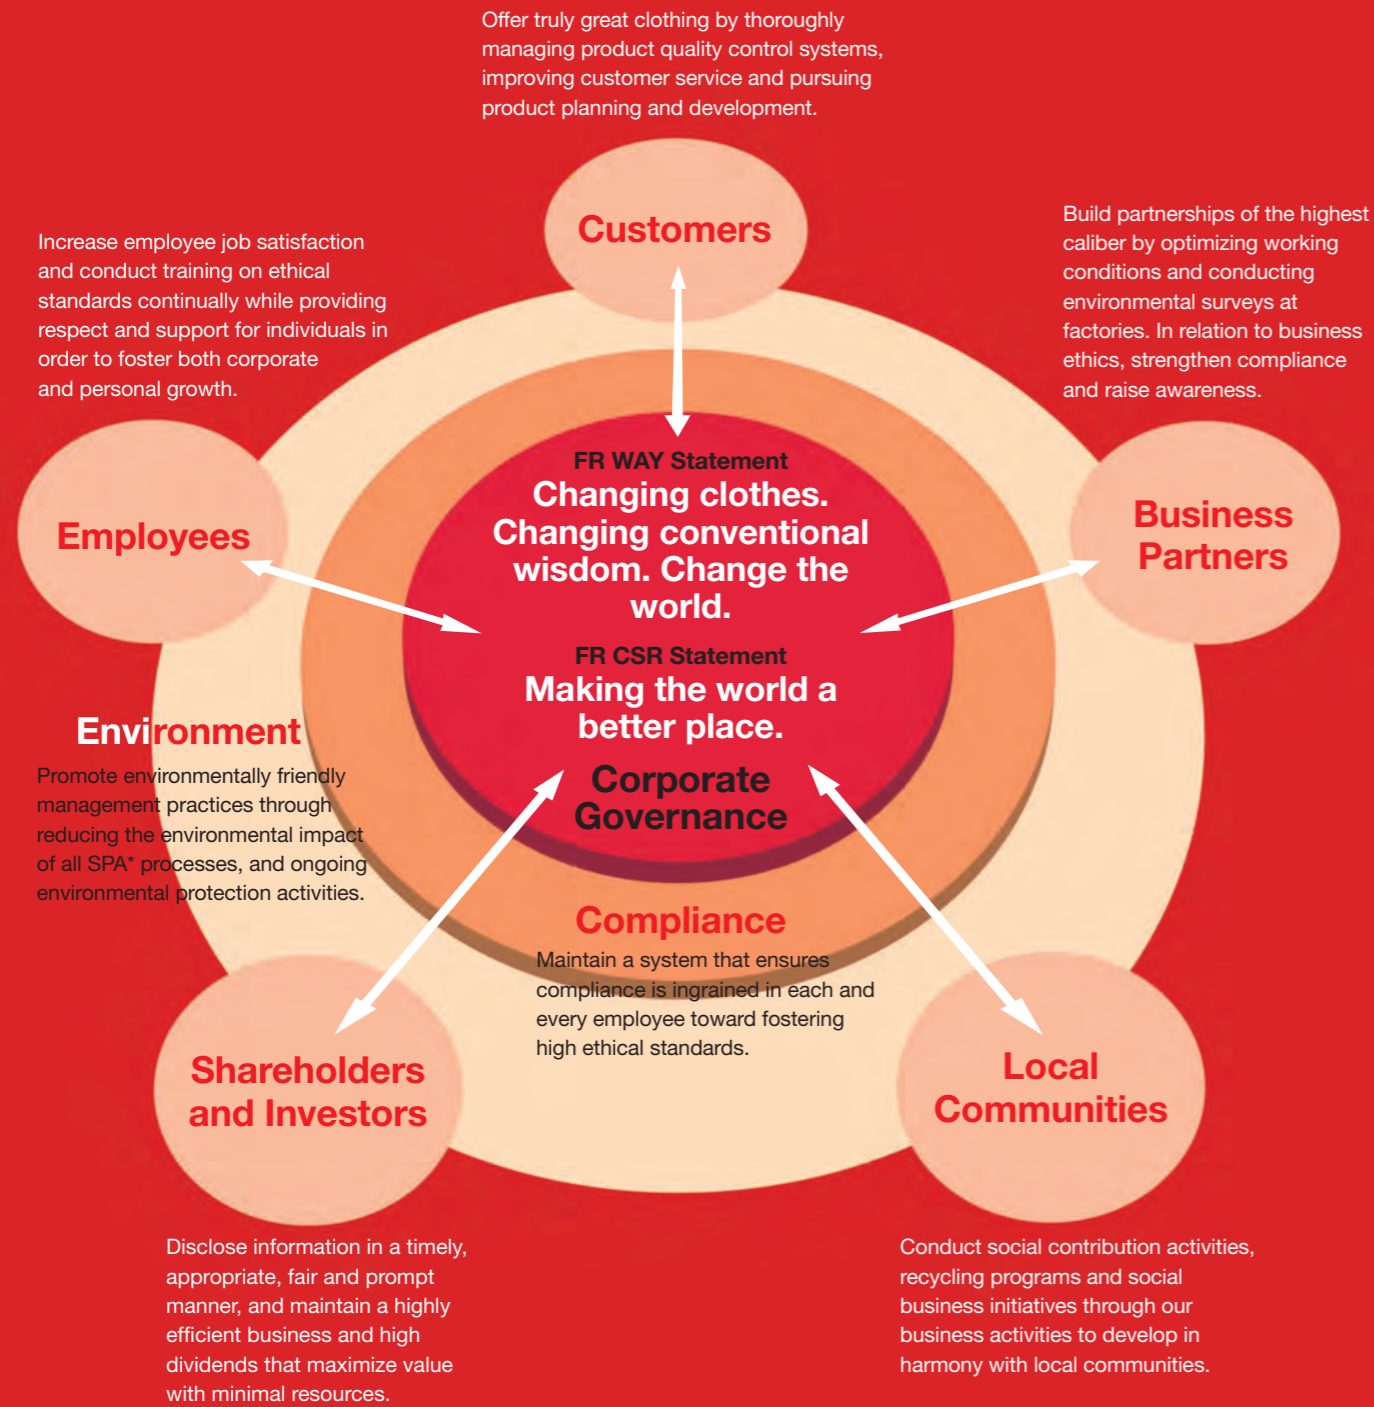 Offer truly great clothing by thoroughly
managing product quality control systems,
improving customer service and pursuing
product planning and development.
Customers
Increase employee job satisfaction
and conduct training on ethical
standards continually while providing
respect and support for individuals in
order to foster both corporate
and personal growth.
Employees
Build partnerships of the highest
caliber by optimizing working
conditions and conducting
environmental surveys at
factories. In relation to business
ethics, strengthen compliance
and raise awareness.
Business
Partners
FR WAY Statement
Changing clothes.
Changing conventional
wisdom. Change the
world.
FR CSR Statement
Making the world a
better place.
Corporate
Governance
Environment
Promote environmentally friendly
management practices through
reducing the environmental impact
of all SPA* processes, and ongoing
environmental protection activities.
Compliance
Maintain a system that ensures
compliance is ingrained in each and
every employee toward fostering
high ethical standards.
Shareholders
and Investors
Disclose information in a timely,
appropriate, fair and prompt
manner, and maintain a highly
efficient business and high
dividends that maximize value
with minimal resources.
Local
Communities
Conduct social contribution activities,
recycling programs and social
business initiatives through our
business activities to develop in
harmony with local communities.